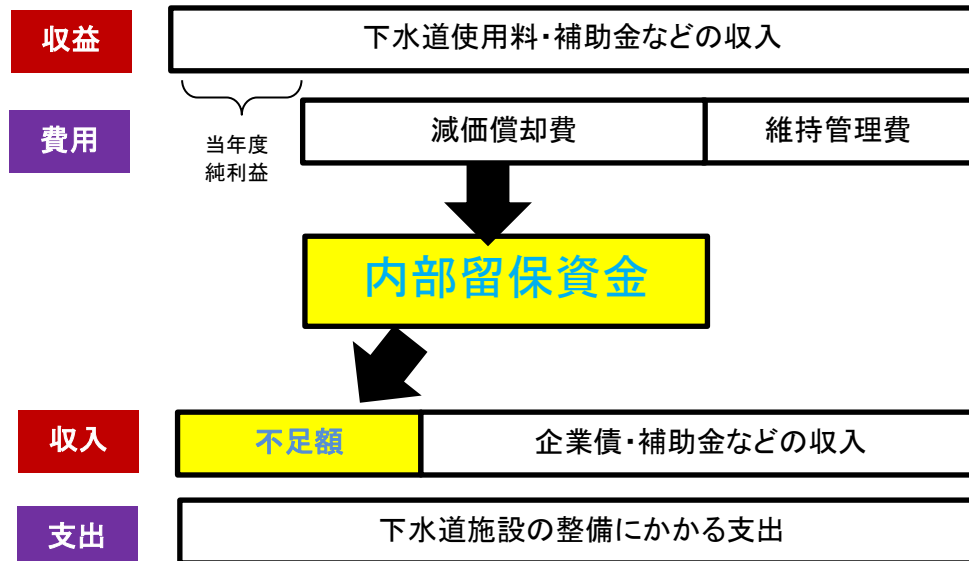 収益
下水道使用料・補助金などの収入
費用
当年度
純利益
減価償却費
維持管理費
内部留保資金
収入
不足額
企業債・補助金などの収入
支出
下水道施設の整備にかかる支出